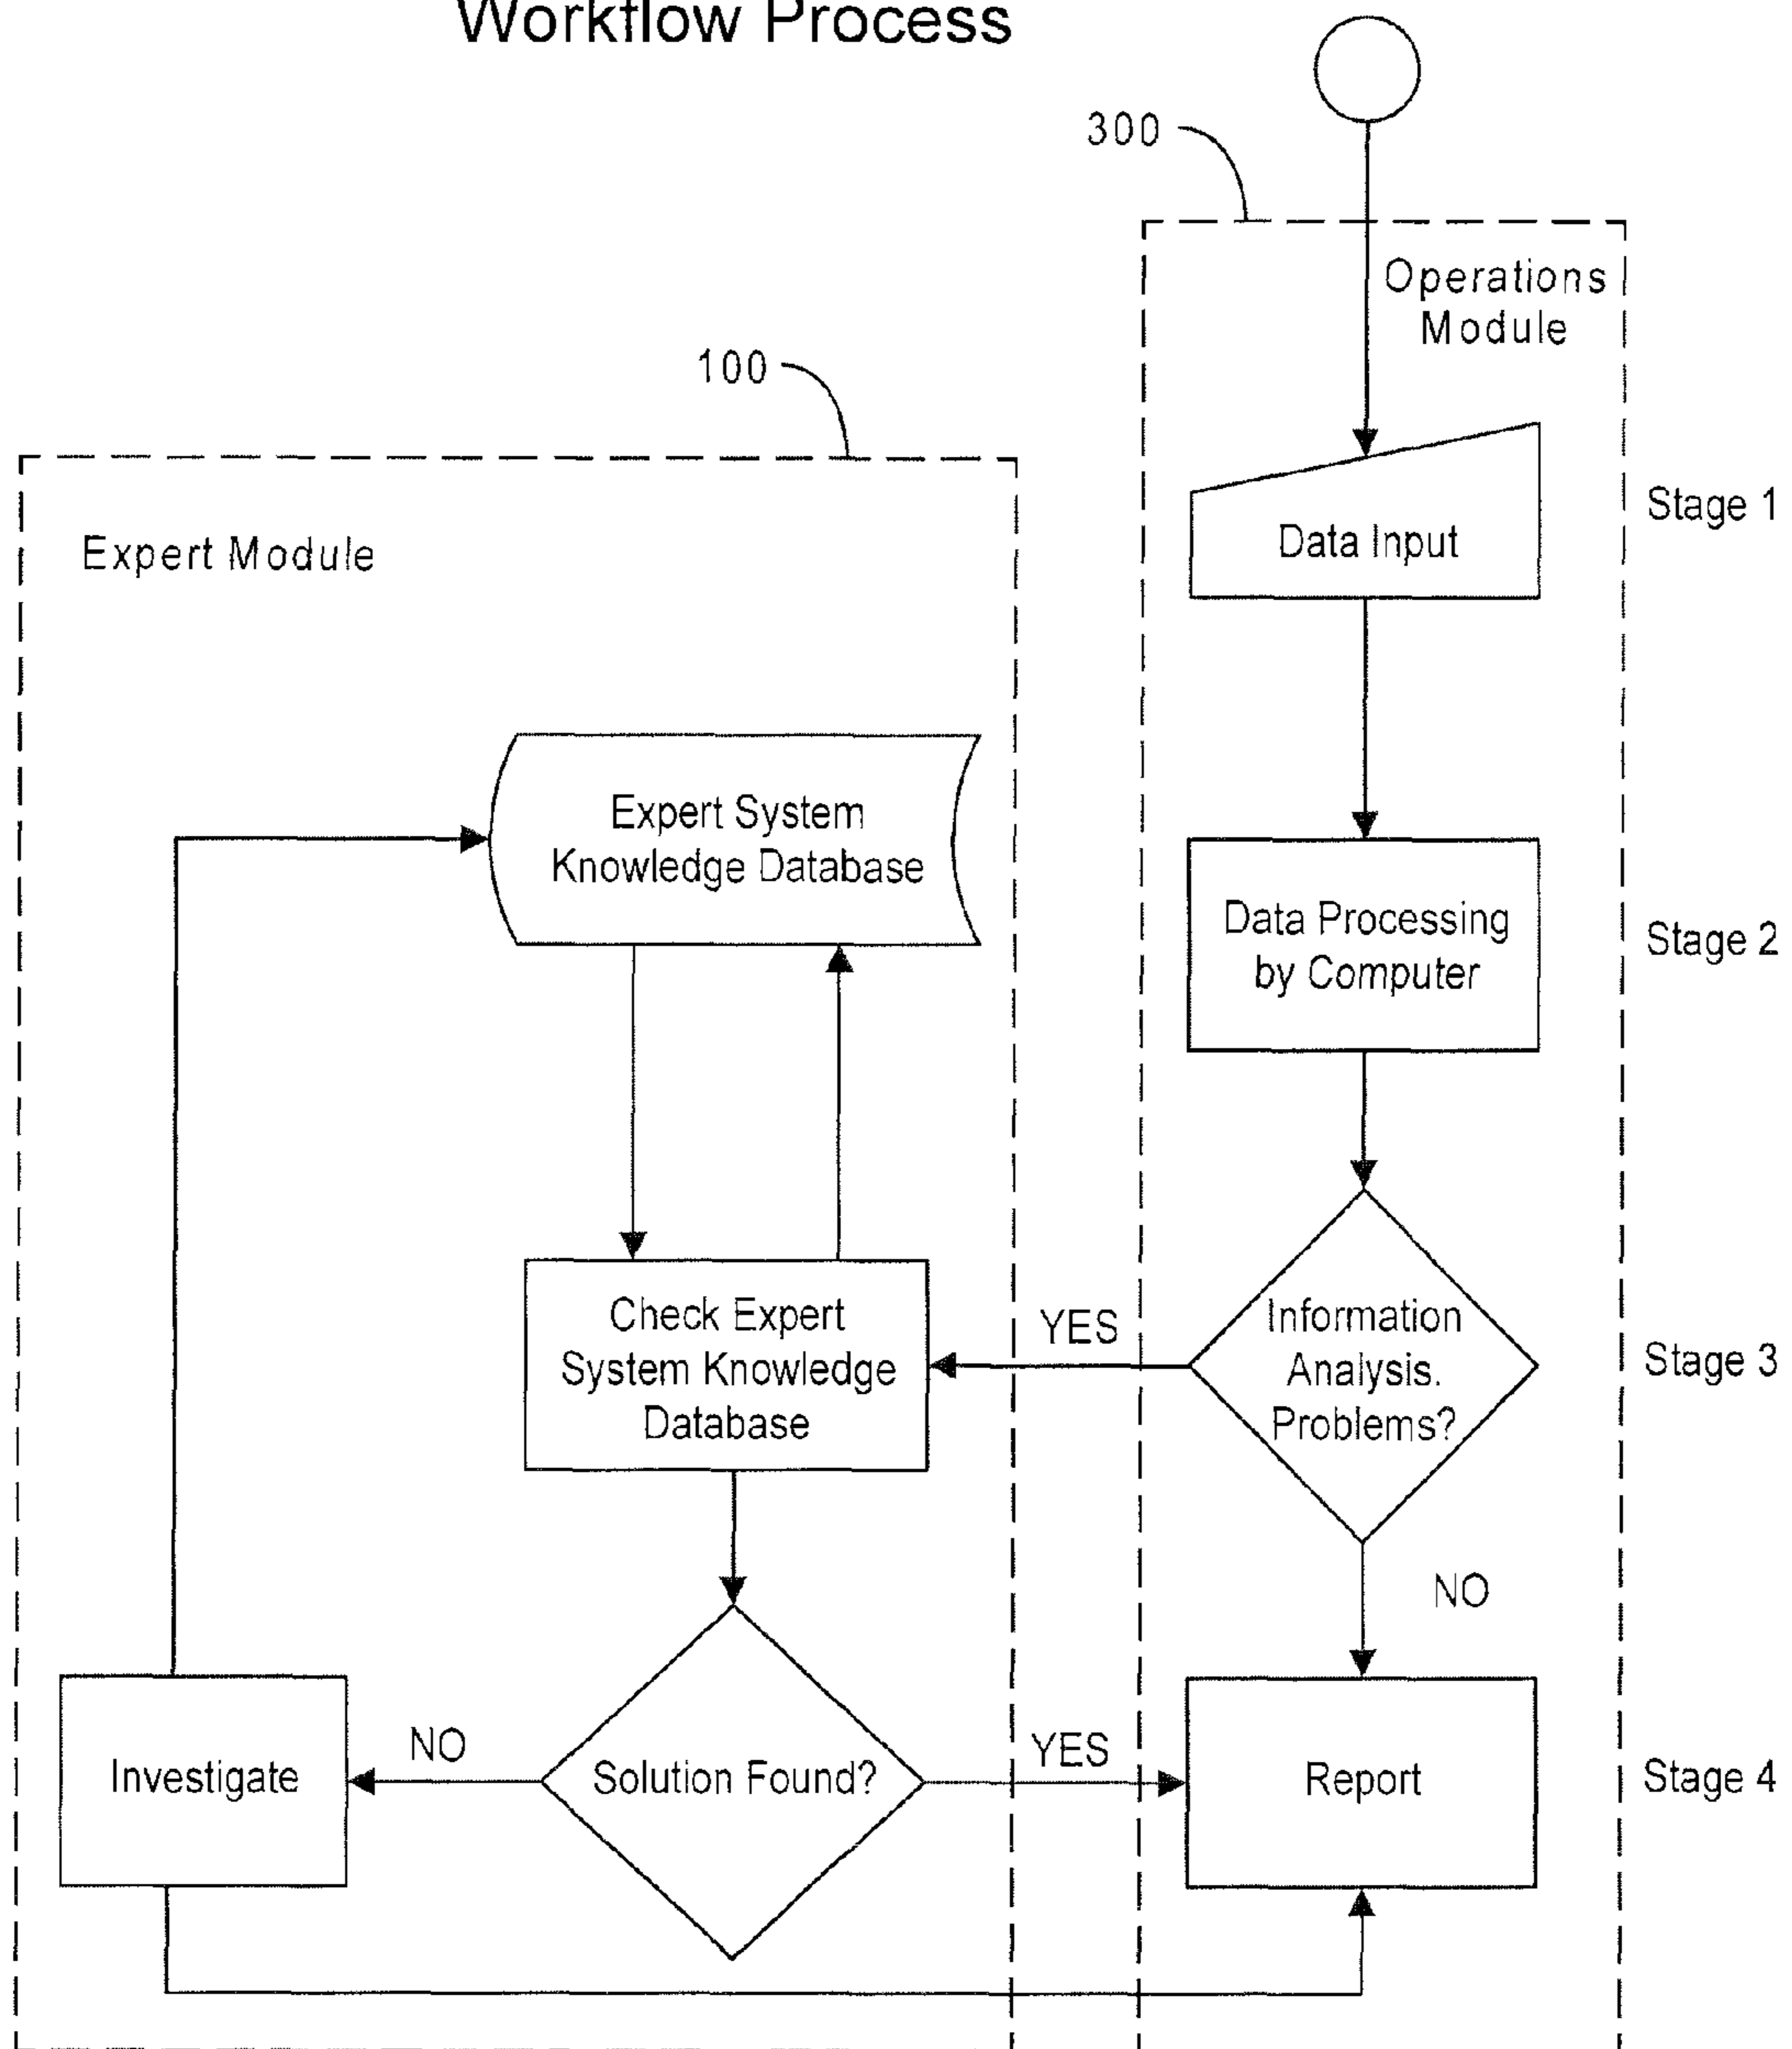 Workflow Process
300
Operations
Module
100
Expert Module
Data Input
Stage 1
Expert System
Knowledge Database
Data Processing
by Computer
Stage 2
Check Expert
System Knowledge
Database
YES
Information
Analysis.
Problems?
Stage 3
NO
Investigate
NO
Solution Found?
YES
Report
Stage 4